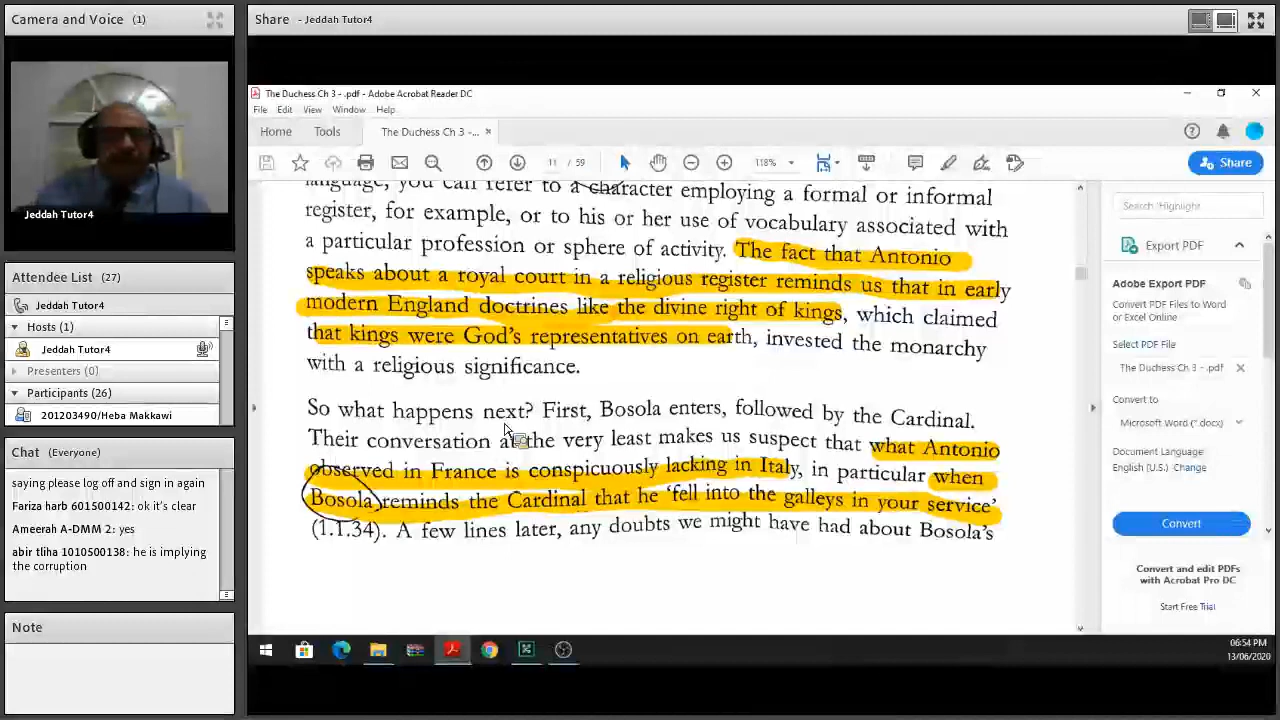 Camera and Voice (1)
Share - Jeddah Tutor4
Jeddah Tutor4
Attendee List (27)
Jeddah Tutor4
Hosts (1)
Jeddah Tutor4
Presenters (0)
Participants (26)
201203490/Heba Makkawi
Chat (Everyone)
saying please log off and sign in again
Fariza harb 601500142: ok it's clear
Ameerah A-DMM 2: yes
abir tliha 1010500138: he is implying
the corruption
Note
The Duchess Ch 3 - .pdf - Adobe Acrobat Reader DC
File Edit View Window Help
Home Tools The Duchess Ch 3 -... ×
11 / 59 118% Share
language, you can refer to a character employing a formal or informal
register, for example, or to his or her use of vocabulary associated with
a particular profession or sphere of activity. The fact that Antonio
speaks about a royal court in a religious register reminds us that in early
modern England doctrines like the divine right of kings, which claimed
that kings were God's representatives on earth, invested the monarchy
with a religious significance.
So what happens next? First, Bosola enters, followed by the Cardinal.
Their conversation at the very least makes us suspect that what Antonio
observed in France is conspicuously lacking in Italy, in particular when
Bosola reminds the Cardinal that he 'fell into the galleys in your service'
(1.1.34). A few lines later, any doubts we might have had about Bosola's
Search 'Highlight
Export PDF
Adobe Export PDF
Convert PDF Files to Word
or Excel Online
Select PDF File
The Duchess Ch 3 - .pdf
Convert to
Microsoft Word (*.docx)
Document Language:
English (U.S.) Change
Convert
Convert and edit PDFs
with Acrobat Pro DC
Start Free Trial
06:54 PM
13/06/2020